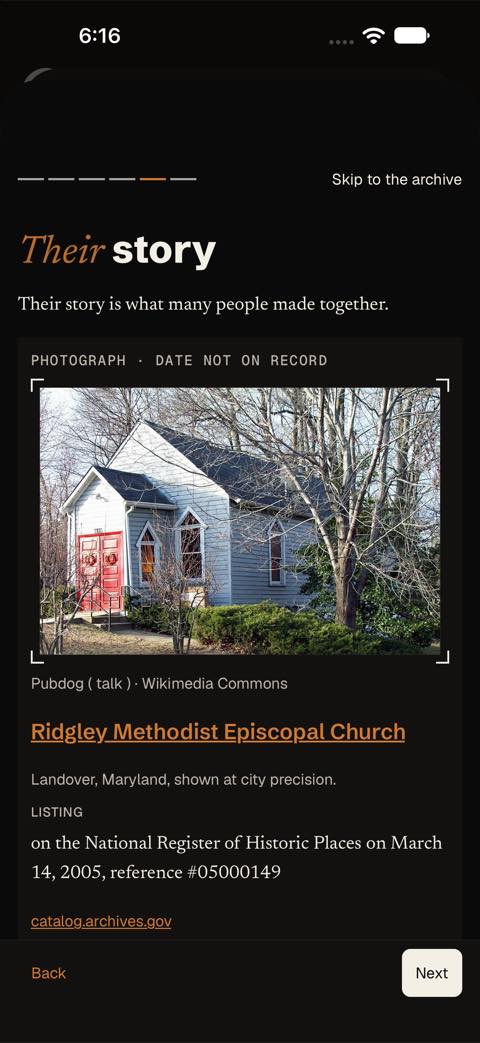 6:16
Skip to the archive
Their story
Their story is what many people made together.
PHOTOGRAPH · DATE NOT ON RECORD
Pubdog ( talk ) · Wikimedia Commons
Ridgley Methodist Episcopal Church
Landover, Maryland, shown at city precision.
LISTING
on the National Register of Historic Places on March
14, 2005, reference #05000149
catalog.archives.gov
Back
Next